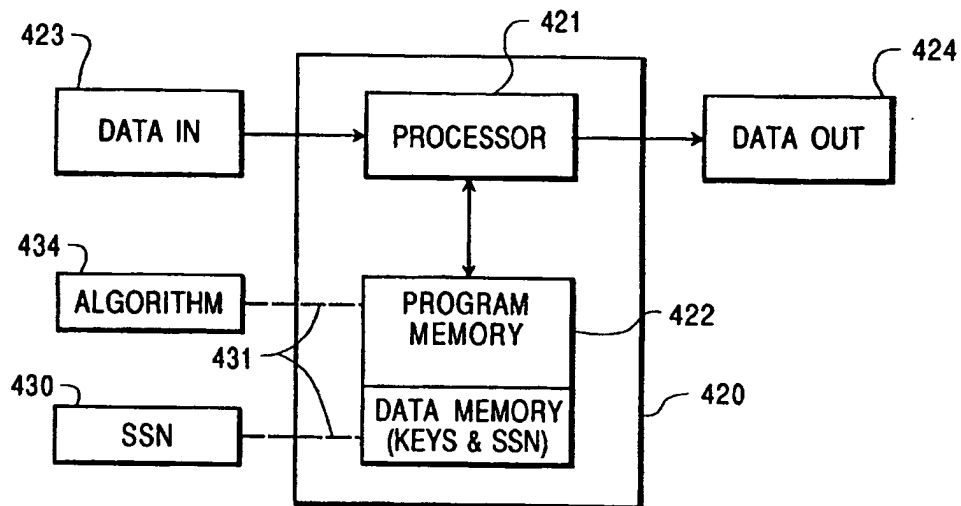 421
423
424
DATA IN
PROCESSOR
DATA OUT
434
ALGORITHM
PROGRAM
MEMORY
422
431
430
420
SSN
DATA MEMORY
(KEYS & SSN)